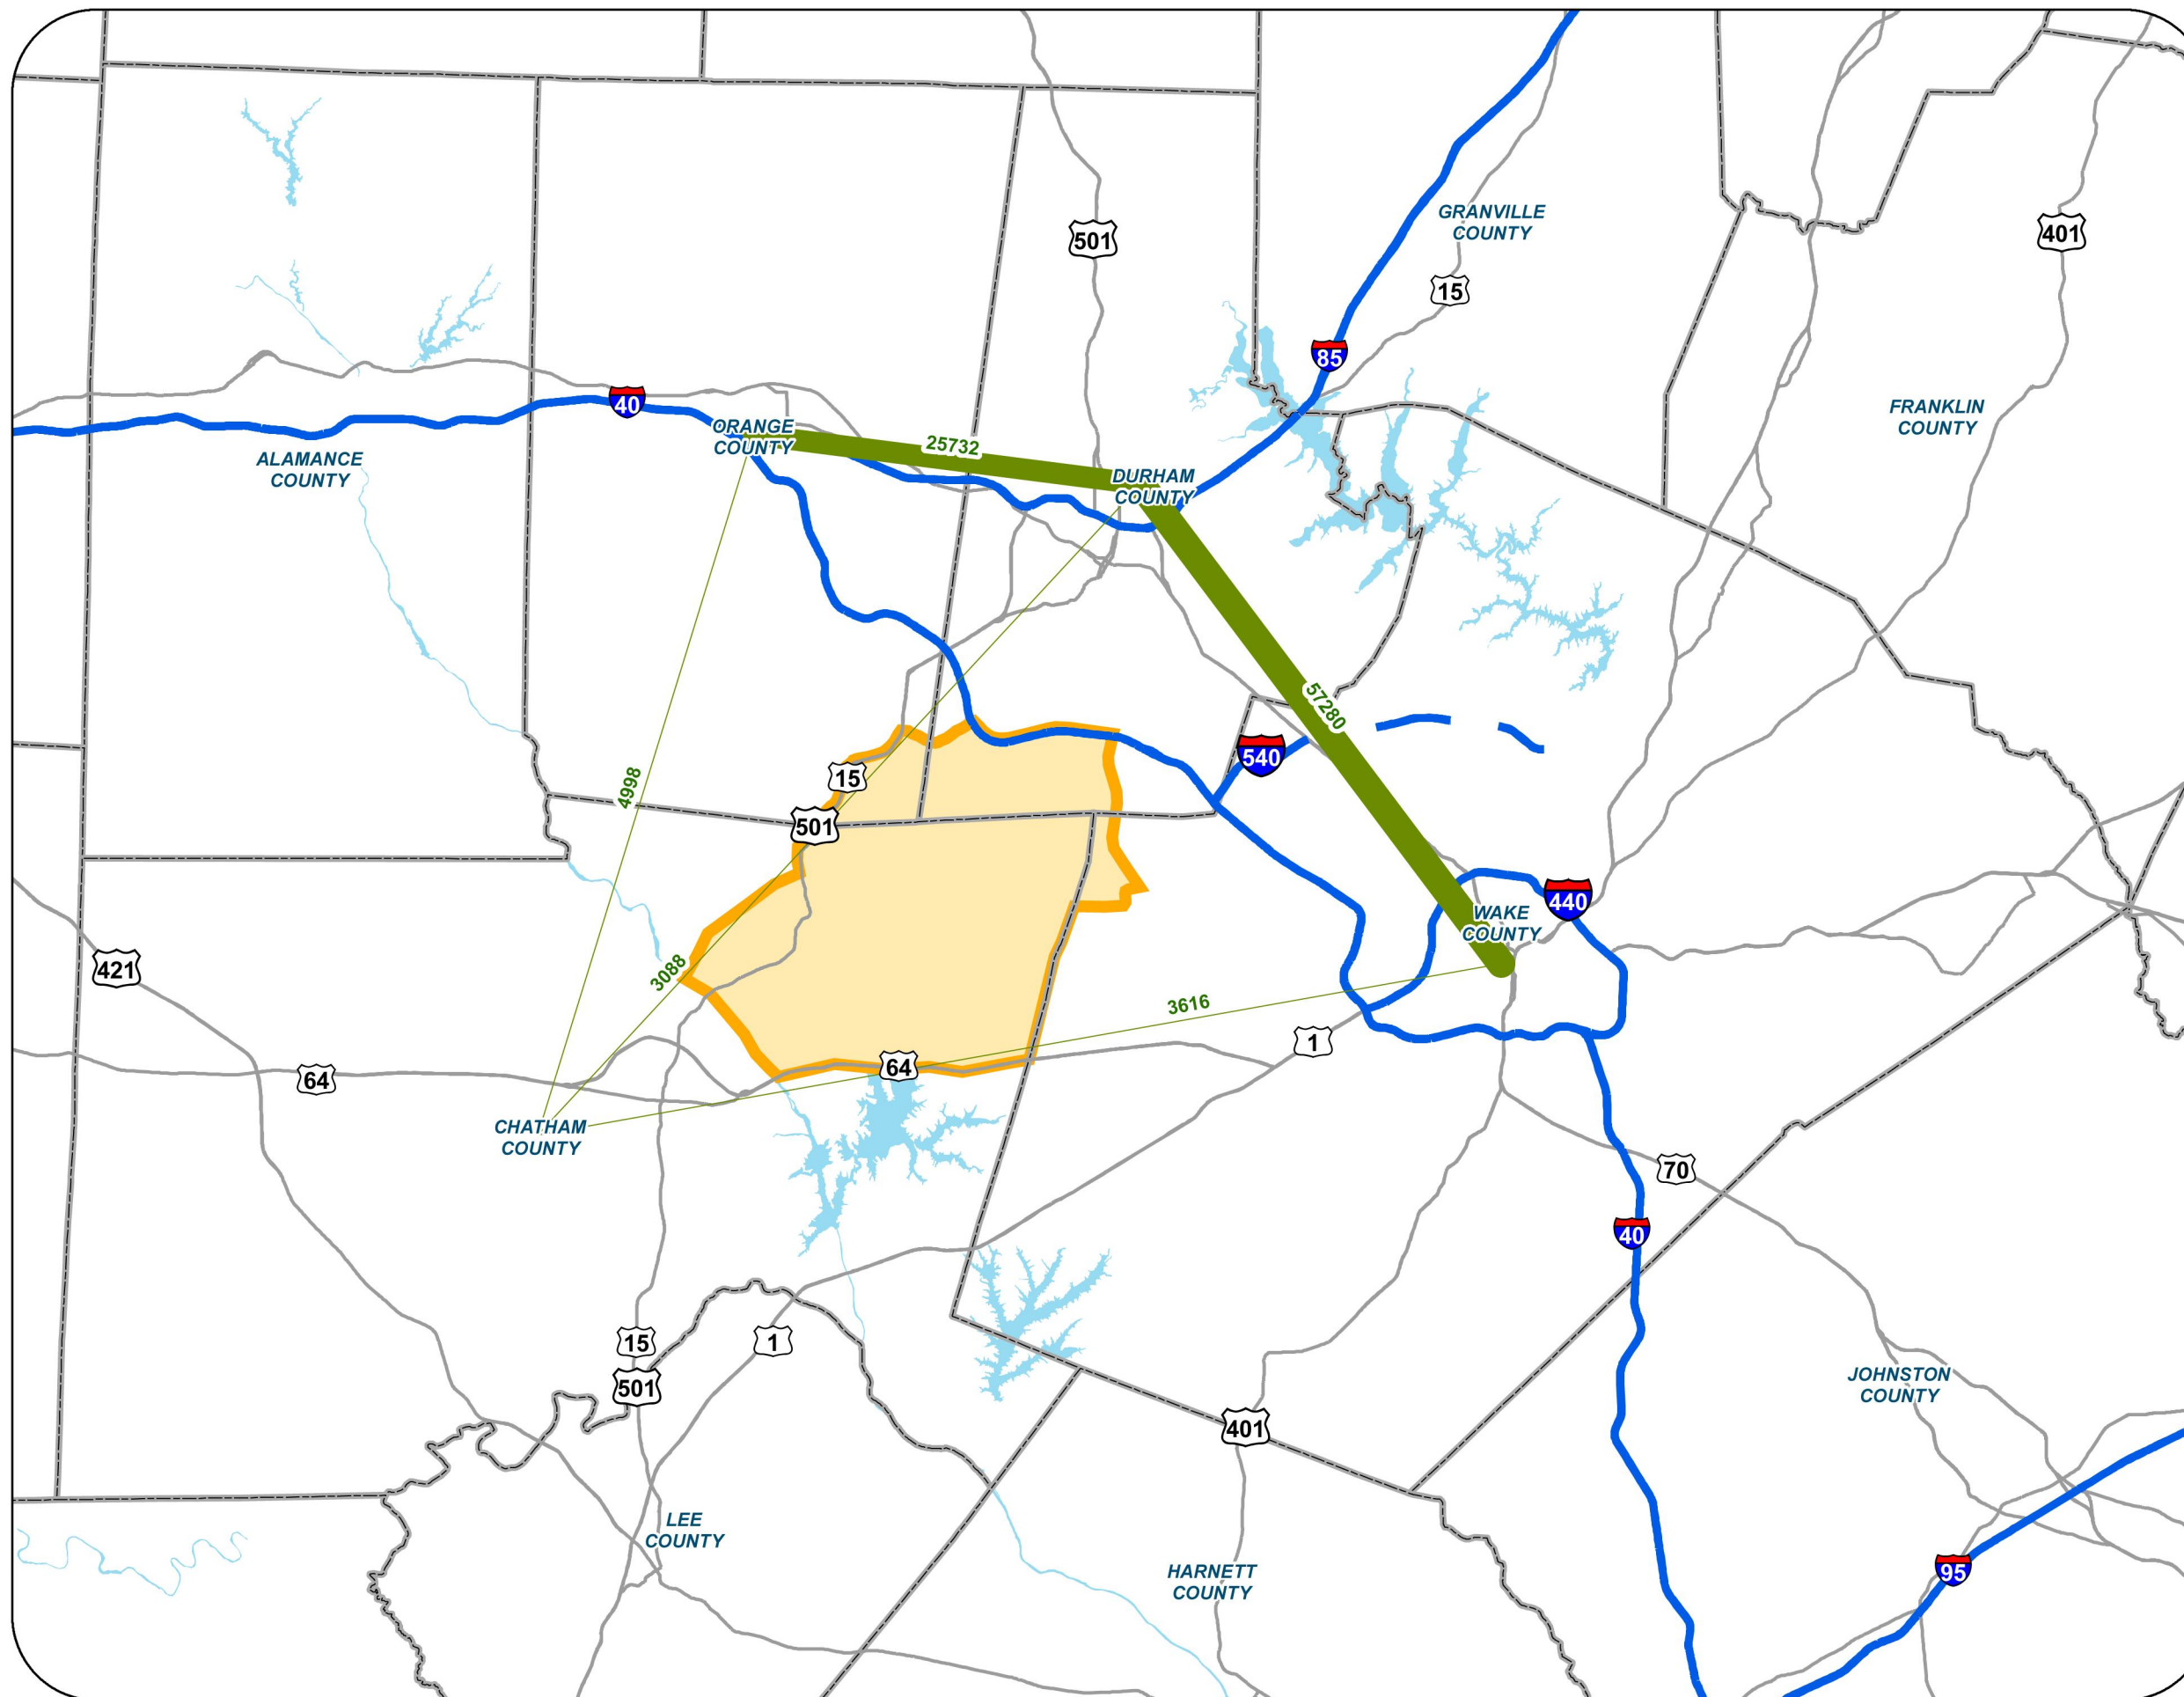 GRANVILLE
COUNTY
501
401
15
85
40
FRANKLIN
COUNTY
ORANGE
COUNTY
25732
ALAMANCE
COUNTY
DURHAM
COUNTY
57280
540
15
4998
501
440
WAKE
COUNTY
421
3088
3616
1
64
64
CHATHAM
COUNTY
70
40
15
1
501
JOHNSTON
COUNTY
401
LEE
COUNTY
HARNETT
COUNTY
95